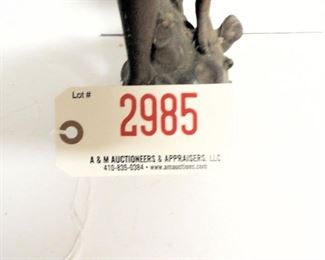 Lot #
2985
A & M AUCTIONEERS & APPRAISERS, LLC
410-835-0384 • www.amauctions.com